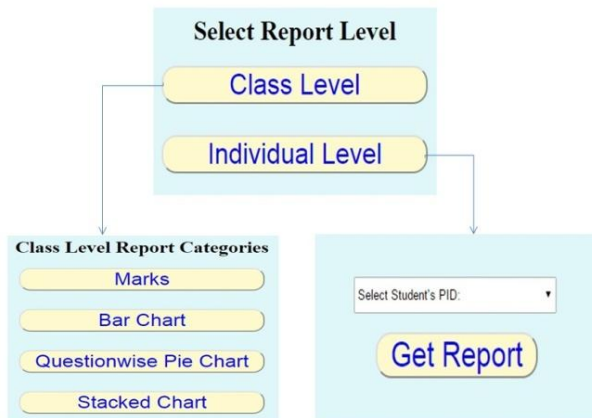 Select Report Level
Class Level
Individual Level
Class Level Report Categories
Marks
Bar Chart
Questionwise Pie Chart
Stacked Chart
Select Student's PID:
Get Report